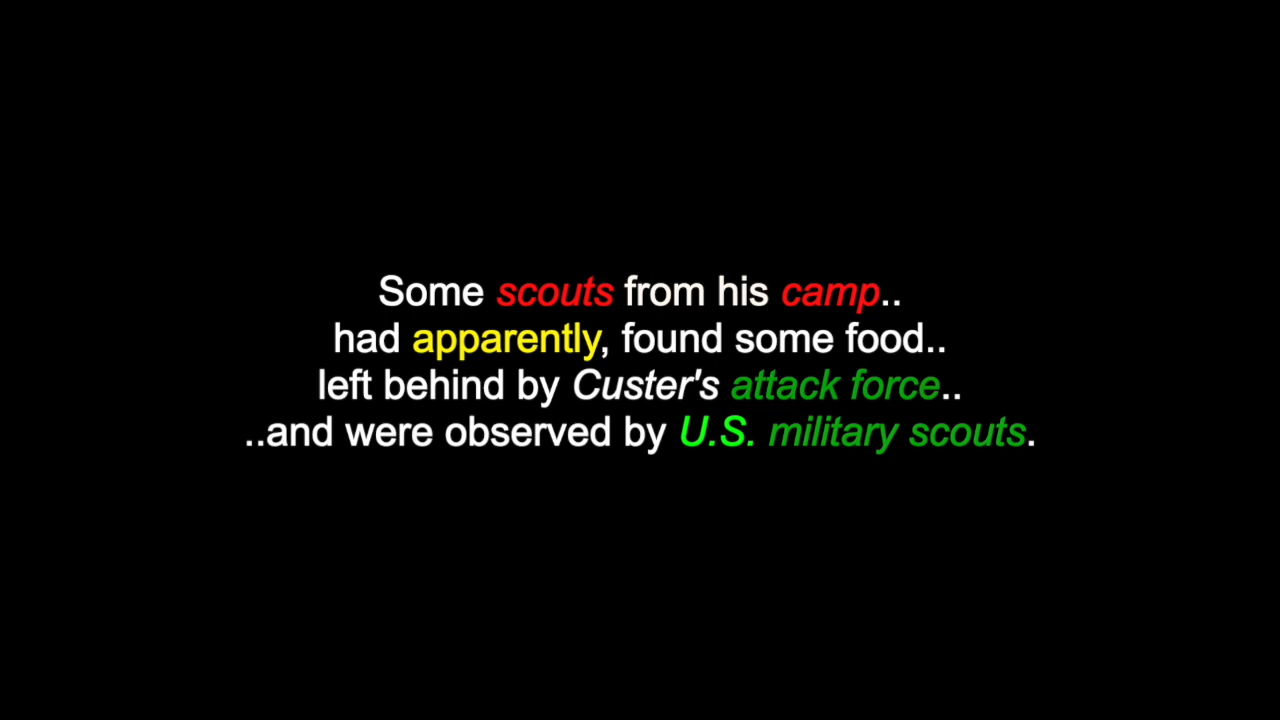 Some scouts from his camp..
had apparently, found some food..
left behind by Custer's attack force..
..and were observed by U.S. military scouts.